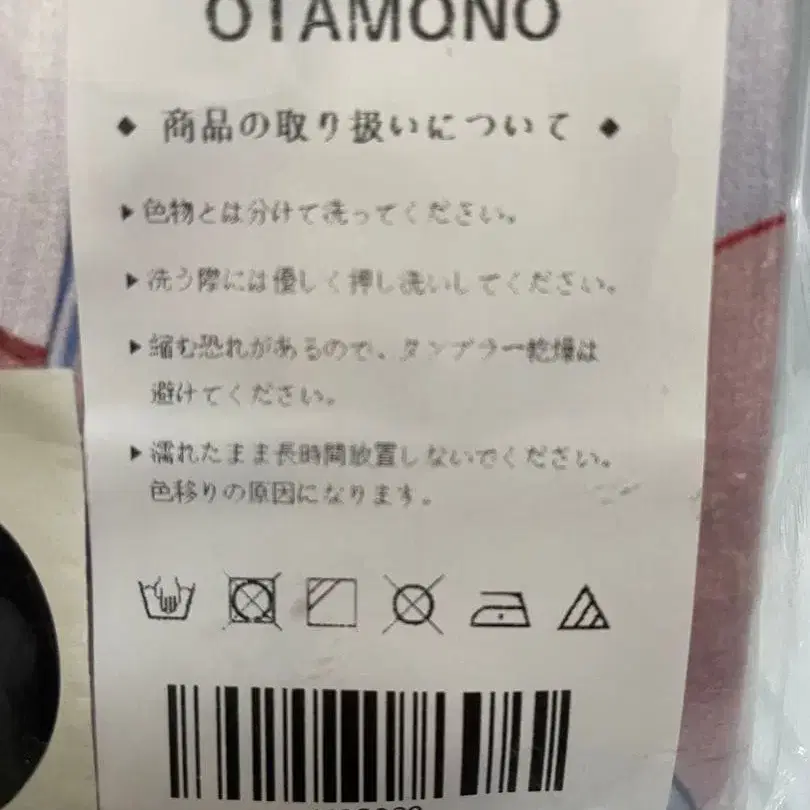 OTAMONO
◆ 商品の取り扱いについて ◆
▶色物とは分けて洗ってください。
▶洗う際には優しく押し洗いしてください。
▶縮む恐れがあるので、タンブラー乾燥は
避けてください。
▶濡れたまま長時間放置しないでください。
色移りの原因になります。